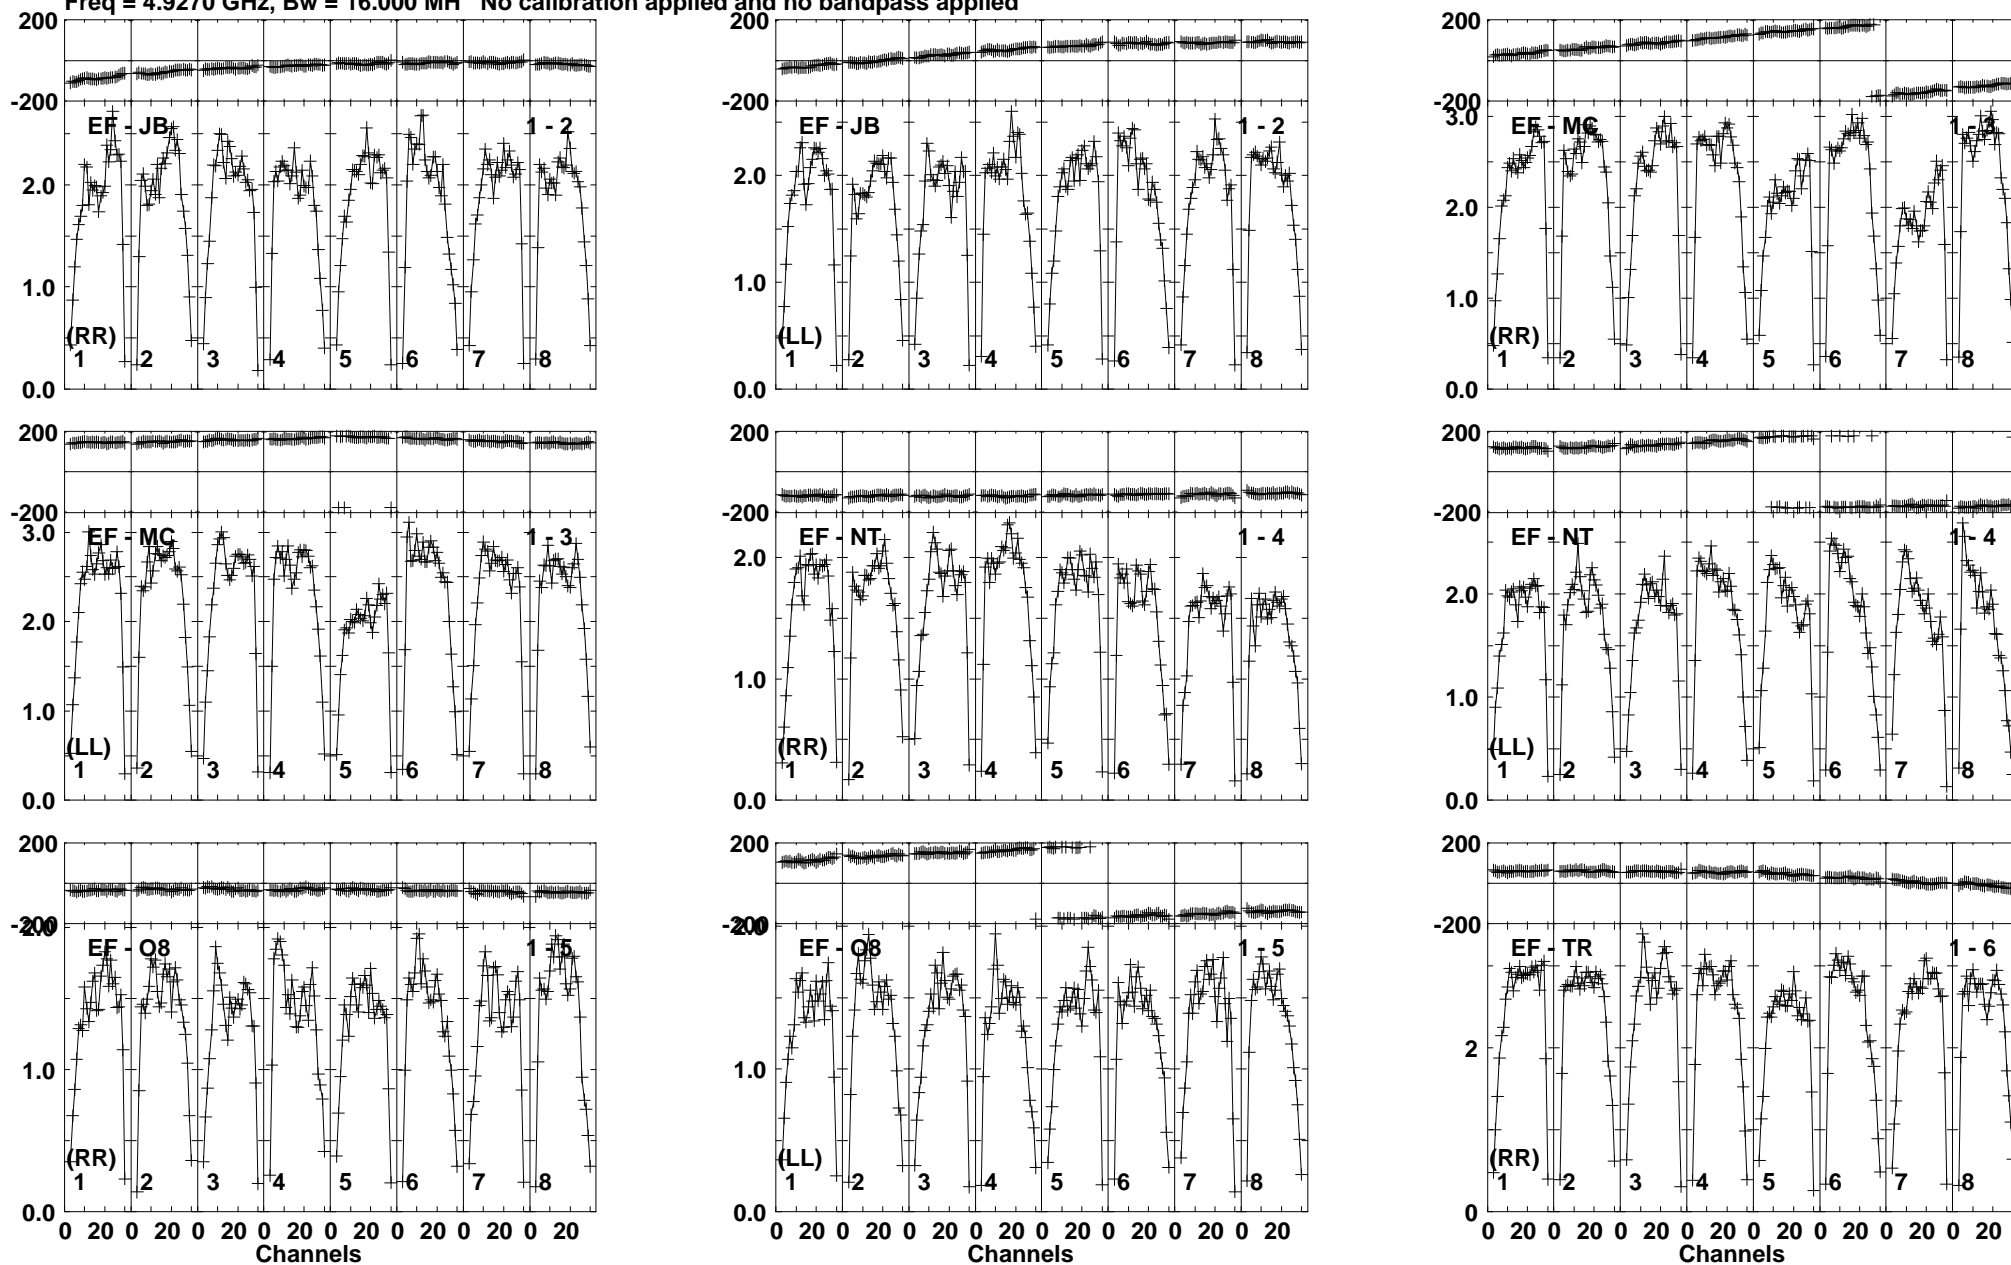 Freq = 4.9270 GHz, Bw = 16.000 MH No calibration applied and no bandpass applied
200 200 200
-200 -200 -200
EF - JB 1 - 2 EF - JB 1 - 2 3.0 EF - MC 1 - 3
2.0 2.0 2.0
1.0 1.0 1.0
(RR) (LL) (RR)
1 2 3 4 5 6 7 8 1 2 3 4 5 6 7 8 1 2 3 4 5 6 7 8
0.0 0.0 0.0
200 200 200
-200 -200 -200
3.0 EF - MC 1 - 3 EF - NT 1 - 4 EF - NT 1 - 4
2.0 2.0 2.0
1.0 1.0 1.0
(LL) (RR) (LL)
1 2 3 4 5 6 7 8 1 2 3 4 5 6 7 8 1 2 3 4 5 6 7 8
0.0 0.0 0.0
200 200 200
-200 -200 -200
2.0 2.0
EF - O8 1 - 5 EF - O8 1 - 5 EF - TR 1 - 6
1.0 1.0 2
(RR) (LL) (RR)
1 2 3 4 5 6 7 8 1 2 3 4 5 6 7 8 1 2 3 4 5 6 7 8
0.0 0.0 0
0 20 0 20 0 20 0 20 0 20 0 20 0 20 0 20 0 20 0 20 0 20 0 20 0 20 0 20 0 20 0 20 0 20 0 20 0 20 0 20 0 20 0 20 0 20 0 20
Channels Channels Channels